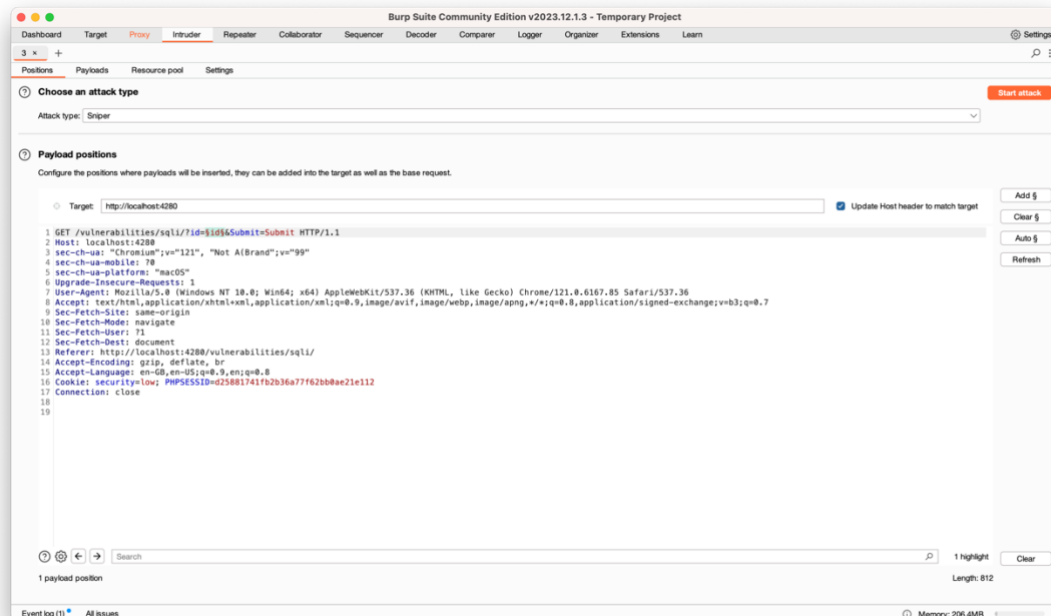 Burp Suite Community Edition v2023.12.1.3 - Temporary Project
Dashboard Target Proxy Intruder Repeater Collaborator Sequencer Decoder Comparer Logger Organizer Extensions Learn Settings
3 × +
Positions Payloads Resource pool Settings
? Choose an attack type
Start attack
Attack type: Sniper
? Payload positions
Configure the positions where payloads will be inserted, they can be added into the target as well as the base request.
Target: http://localhost:4280 Update Host header to match target
Add §
Clear §
Auto §
Refresh
1 GET /vulnerabilities/sqli/?id=§id§&Submit=Submit HTTP/1.1
2 Host: localhost:4280
3 sec-ch-ua: "Chromium";v="121", "Not A(Brand";v="99"
4 sec-ch-ua-mobile: ?0
5 sec-ch-ua-platform: "macOS"
6 Upgrade-Insecure-Requests: 1
7 User-Agent: Mozilla/5.0 (Windows NT 10.0; Win64; x64) AppleWebKit/537.36 (KHTML, like Gecko) Chrome/121.0.6167.85 Safari/537.36
8 Accept: text/html,application/xhtml+xml,application/xml;q=0.9,image/avif,image/webp,image/apng,*/*;q=0.8,application/signed-exchange;v=b3;q=0.7
9 Sec-Fetch-Site: same-origin
10 Sec-Fetch-Mode: navigate
11 Sec-Fetch-User: ?1
12 Sec-Fetch-Dest: document
13 Referer: http://localhost:4280/vulnerabilities/sqli/
14 Accept-Encoding: gzip, deflate, br
15 Accept-Language: en-GB,en-US;q=0.9,en;q=0.8
16 Cookie: security=low; PHPSESSID=d25881741fb2b36a77f62bb0ae21e112
17 Connection: close
18
19
? Search 1 highlight Clear
1 payload position Length: 812
Event log (1) All issues Memory: 206.4MB